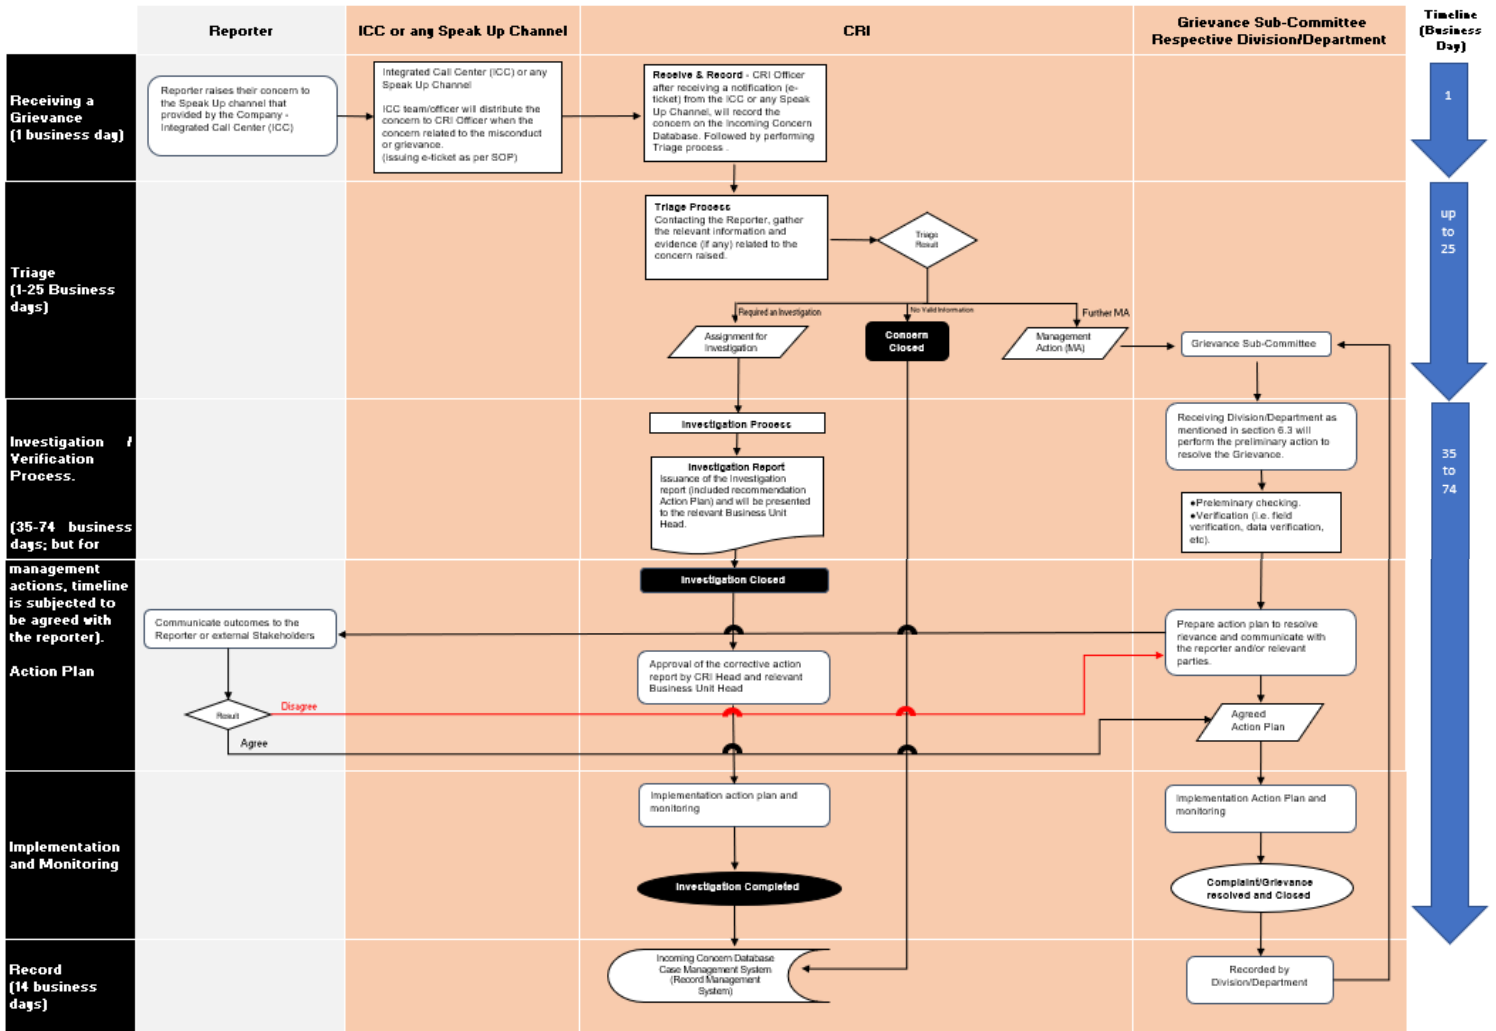 Reporter
ICC or any Speak Up Channel
CRI
Grievance Sub-Committee
Respective Division/Department
Timeline
(Business
Day)
Receiving a
Grievance
(1 business day)
Reporter raises their concern to
the Speak Up channel that
provided by the Company -
Integrated Call Center (ICC)
Integrated Call Center (ICC) or any
Speak Up Channel
ICC team/officer will distribute the
concern to CRI Officer when the
concern related to the misconduct
or grievance.
(issuing e-ticket as per SOP)
Receive & Record - CRI Officer
after receiving a notification (e-
ticket) from the ICC or any Speak
Up Channel, will record the
concern on the Incoming Concern
Database. Followed by performing
Triage process .
1
Triage
(1-25 Business
days)
Triage Process
Contacting the Reporter, gather
the relevant information and
evidence (if any) related to the
concern raised.
Triage
Result
Required an Investigation
No Valid Information
Further MA
Assignment for
Investigation
Concern
Closed
Management
Action (MA)
Grievance Sub-Committee
up
to
25
Investigation /
Verification
Process.
(35-74 business
days; but for
management
actions, timeline
is subjected to
be agreed with
the reporter).
Action Plan
Investigation Process
Investigation Report
Issuance of the Investigation
report (included recommendation
Action Plan) and will be presented
to the relevant Business Unit
Head.
Receiving Division/Department as
mentioned in section 6.3 will
perform the preliminary action to
resolve the Grievance.
●Preleminary checking.
●Verification (i.e. field
verification, data verification,
etc).
35
to
74
Investigation Closed
Communicate outcomes to the
Reporter or external Stakeholders
Approval of the corrective action
report by CRI Head and relevant
Business Unit Head
Prepare action plan to resolve
rievance and communicate with
the reporter and/or relevant
parties.
Result
Disagree
Agree
Agreed
Action Plan
Implementation
and Monitoring
Implementation action plan and
monitoring
Implementation Action Plan and
monitoring
Investigation Completed
Complaint/Grievance
resolved and Closed
Record
(14 business
days)
Incoming Concern Database
Case Management System
(Record Management
System)
Recorded by
Division/Department